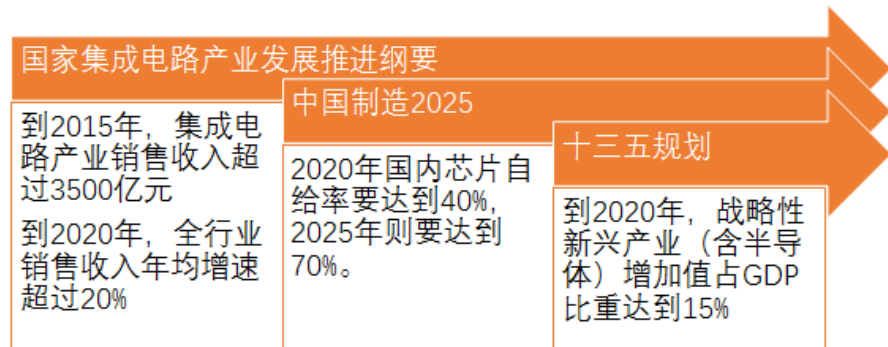 国家集成电路产业发展推进纲要
到2015年，集成电
路产业销售收入超
过3500亿元
到2020年，全行业
销售收入年均增速
超过20%
中国制造2025
2020年国内芯片自
给率要达到40%，
2025年则要达到
70%。
十三五规划
到2020年，战略性
新兴产业（含半导
体）增加值占GDP
比重达到15%